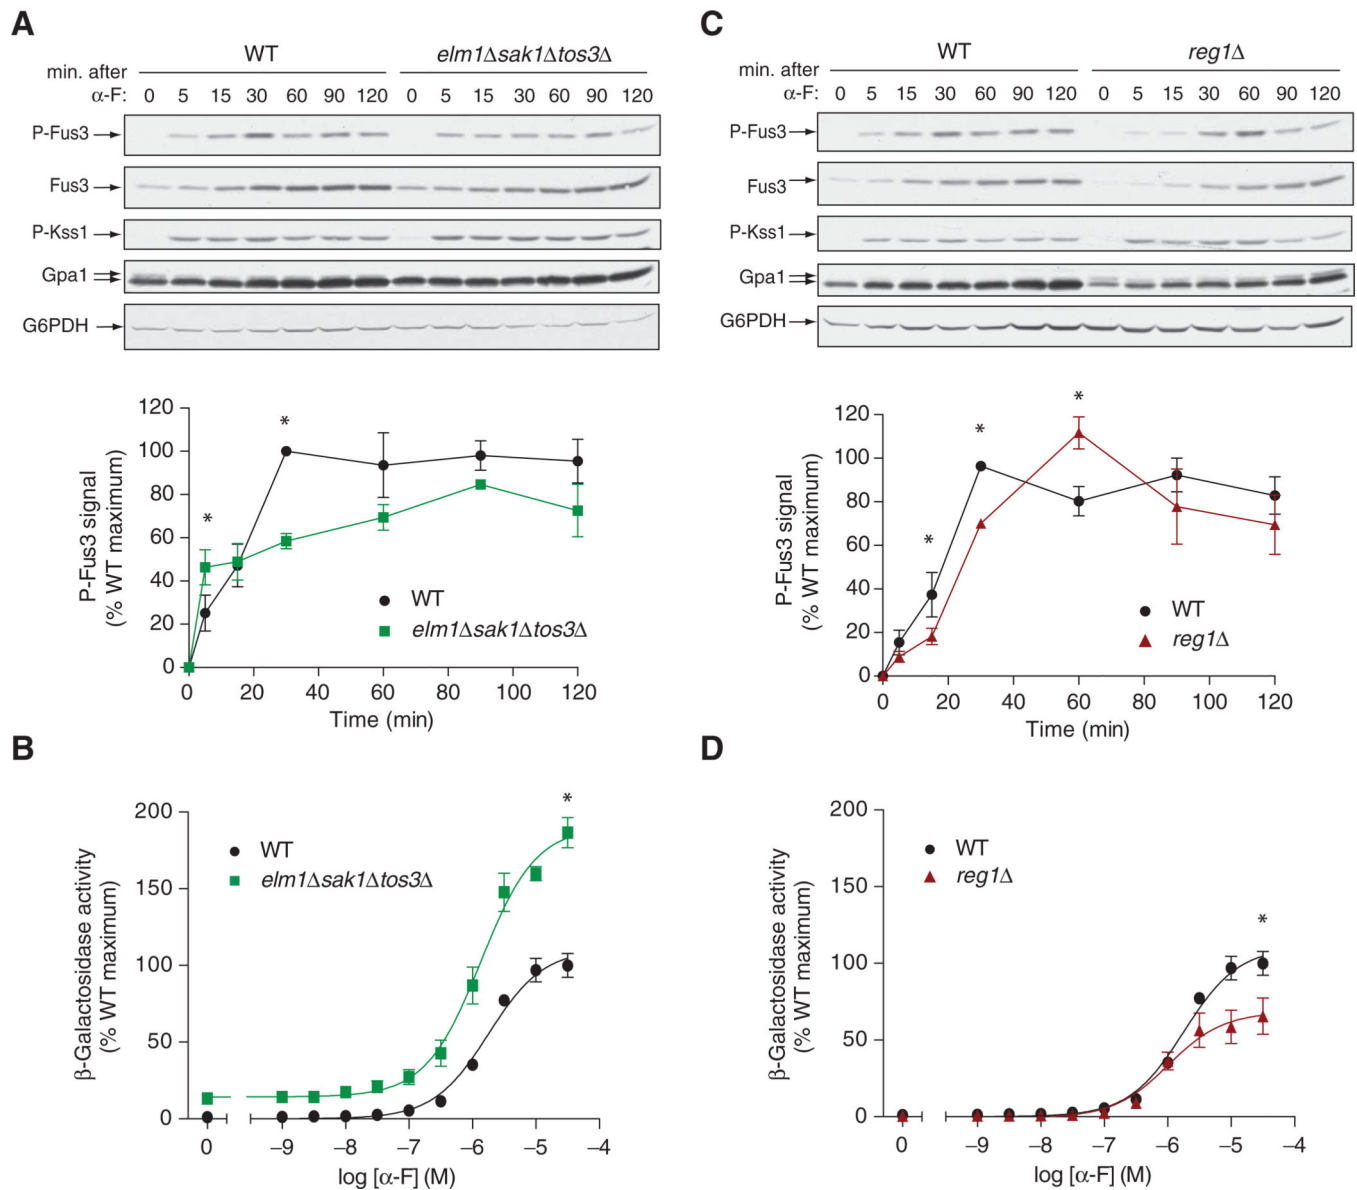 A
WT elm1Δsak1Δtos3Δ
min. after
α-F: 0 5 15 30 60 90 120 0 5 15 30 60 90 120
P-Fus3
Fus3
P-Kss1
Gpa1
G6PDH
120
100
80
60
40
20
0
P-Fus3 signal
(% WT maximum)
*
*
WT
elm1Δsak1Δtos3Δ
0 20 40 60 80 100 120
Time (min)
C
WT reg1Δ
min. after
α-F: 0 5 15 30 60 90 120 0 5 15 30 60 90 120
P-Fus3
Fus3
P-Kss1
Gpa1
G6PDH
120
100
80
60
40
20
0
P-Fus3 signal
(% WT maximum)
*
*
*
WT
reg1Δ
0 20 40 60 80 100 120
Time (min)
B
200
150
100
50
0
β-Galactosidase activity
(% WT maximum)
*
WT
elm1Δsak1Δtos3Δ
0 –9 –8 –7 –6 –5 –4
log [α-F] (M)
D
200
150
100
50
0
β-Galactosidase activity
(% WT maximum)
*
WT
reg1Δ
0 –9 –8 –7 –6 –5 –4
log [α-F] (M)